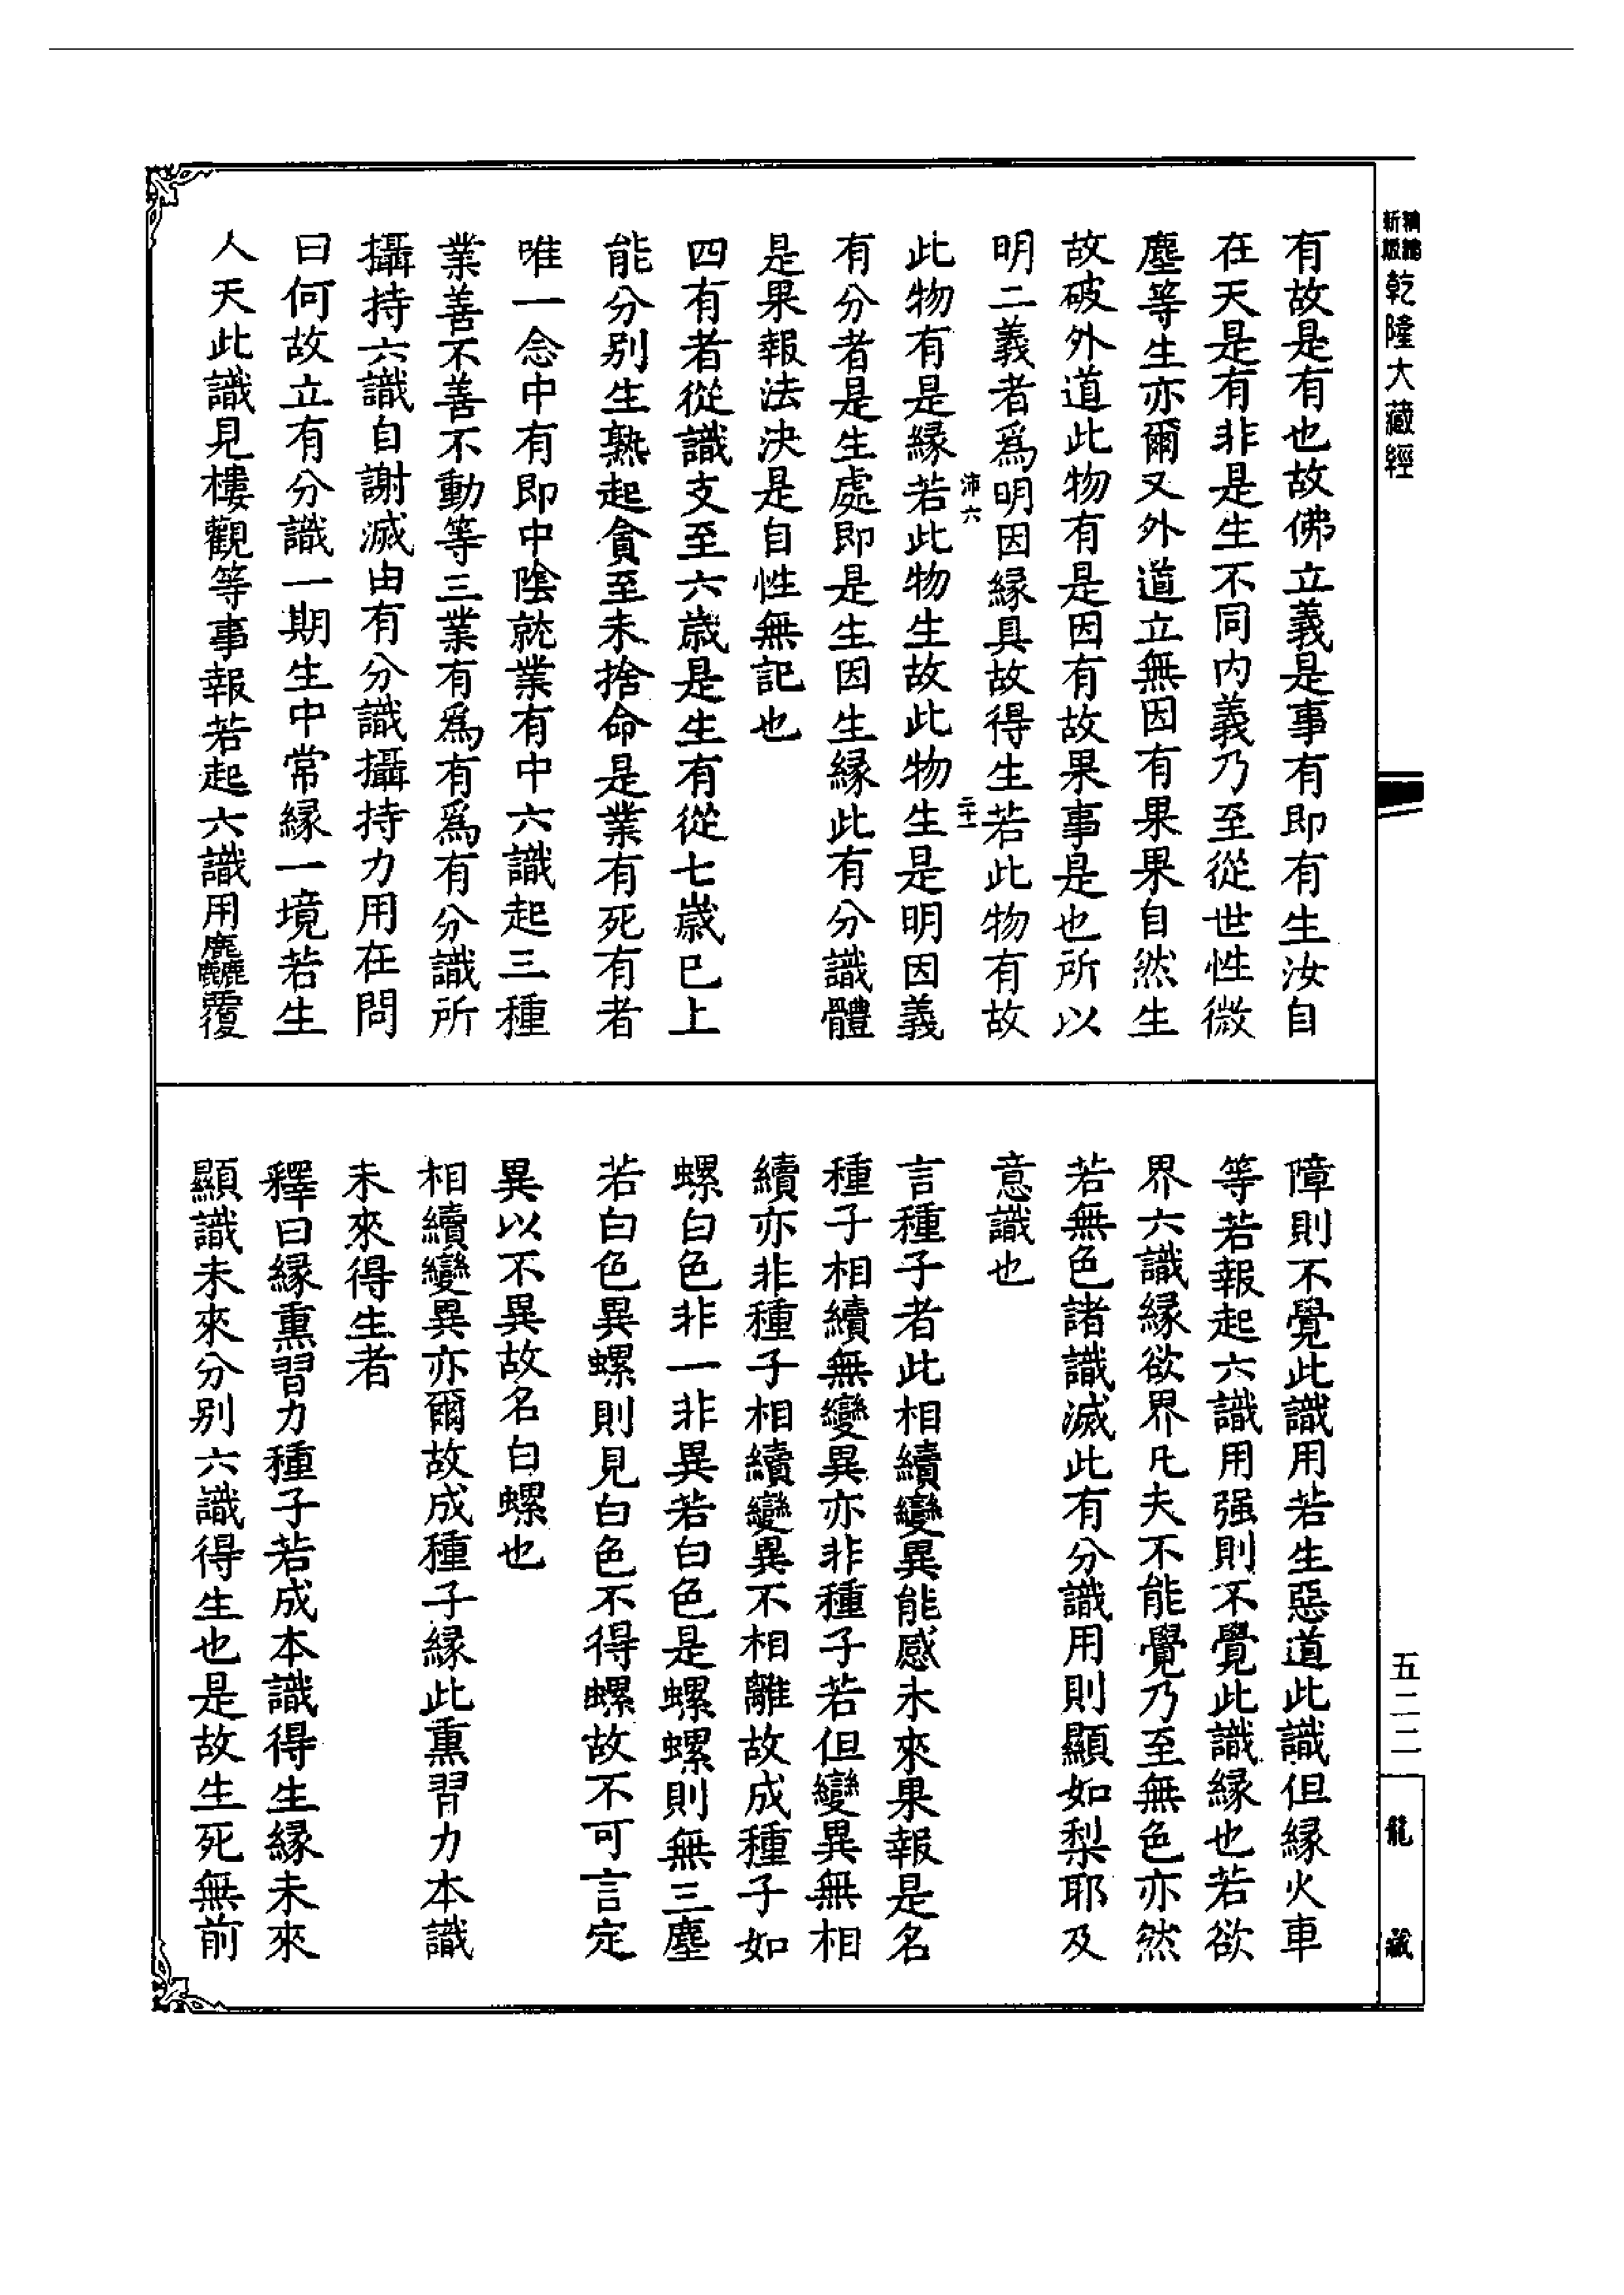 新編縮版乾隆大藏經
有故是有也故佛立義是事有即有生汝自
在天是有非是生不同内義乃至從世性微
塵等生亦爾又外道立無因有果果自然生
故破外道此物有是因有故果事是也所以
明二義者爲明因緣具故得生若此物有故
沛六
二十一
此物有是緣若此物生故此物生是明因義
有分者是生處即是生因生緣此有分識體
是果報法決是自性無記也
四有者從識支至六歲是生有從七歲已上
能分别生熟起貪至未捨命是業有死有者
唯一念中有即中陰就業有中六識起三種
業善不善不動等三業有爲有爲有分識所
攝持六識自謝滅由有分識攝持力用在問
曰何故立有分識一期生中常緣一境若生
人天此識見樓觀等事報若起六識用麤覆
障則不覺此識用若生惡道此識但緣火車
等若報起六識用强則不覺此識緣也若欲
界六識緣欲界凡夫不能覺乃至無色亦然
若無色諸識滅此有分識用則顯如梨耶及
意識也
言種子者此相續變異能感未來果報是名
種子相續無變異亦非種子若但變異無相
續亦非種子相續變異不相離故成種子如
螺白色非一非異若白色是螺螺則無三塵
若白色異螺則見白色不得螺故不可言定
異以不異故名白螺也
相續變異亦爾故成種子緣此熏習力本識
未來得生者
釋曰緣熏習力種子若成本識得生緣未來
顯識未來分别六識得生也是故生死無前
五二二
龍藏